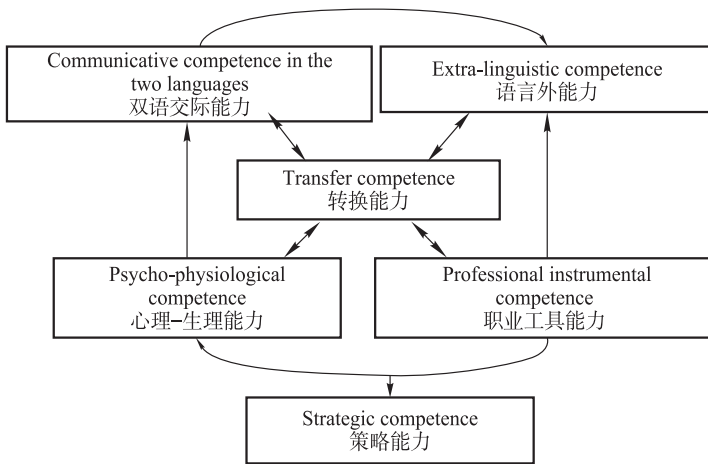 Communicative competence in the
two languages
双语交际能力
Extra-linguistic competence
语言外能力
Transfer competence
转换能力
Psycho-physiological
competence
心理–生理能力
Professional instrumental
competence
职业工具能力
Strategic competence
策略能力